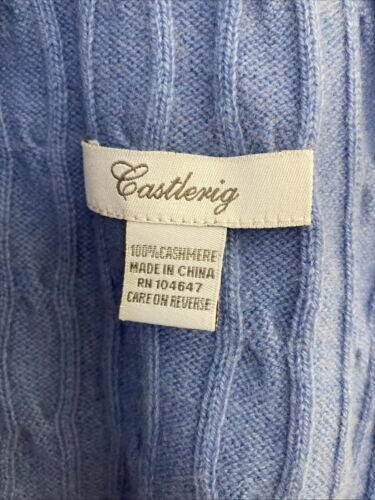 Castlerig
100%CASHMERE
MADE IN CHINA
RN 104647
CARE ON REVERSE